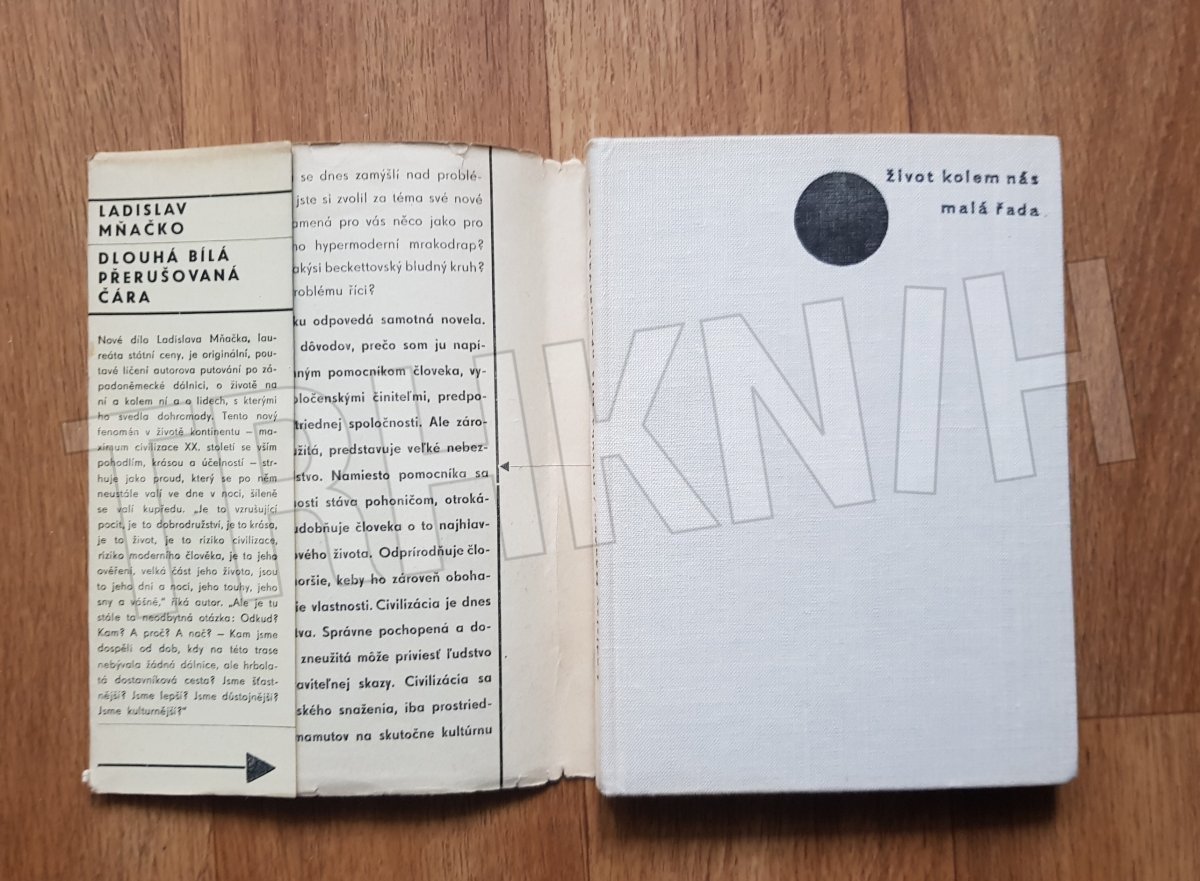 LADISLAV
MŇAČKO
DLOUHÁ BÍLÁ
PŘERUŠOVANÁ
ČÁRA
Nové dílo Ladislava Mňačka, lau-
reáta státní ceny, je originální, pou-
tavé líčení autorova putování po zá-
padoněmecké dálnici, o životě na
ní a kolem ní a o lidech, s kterými
ho svedla dohromady. Tento nový
fenomén v životě kontinentu – ma-
ximum civilizace XX. století se vším
pohodlím, krásou a účelností – str-
huje jako proud, který se po něm
neustále valí ve dne v noci, šíleně
se valí kupředu. „Je to vzrušující
pocit, je to dobrodružství, je to krása,
je to život, je to riziko civilizace,
riziko moderního člověka, je to jeho
ověření, velká část jeho života, jsou
to jeho dni a noci, jeho touhy, jeho
sny a vášně,“ říká autor. „Ale je tu
stále ta neodbytná otázka: Odkud?
Kam? A proč? A nač? – Kam jsme
dospěli od dob, kdy na této trase
nebývala žádná dálnice, ale hrbola-
tá dostavníková cesta? Jsme šťast-
nější? Jsme lepší? Jsme důstojnější?
Jsme kulturnější?“
se dnes zamýšlí nad problé-
jste si zvolil za téma své nové
amená pro vás něco jako pro
ho hypermoderní mrakodrap?
akýsi beckettovský bludný kruh?
roblému říci?
ku odpovedá samotná novela.
dôvodov, prečo som ju napí-
nným pomocníkom človeka, vy-
oločenskými činiteľmi, predpo-
triednej spoločnosti. Ale záro-
užitá, predstavuje veľké nebez-
stvo. Namiesto pomocníka sa
nosti stáva pohoničom, otroká-
udobňuje človeka o to najhlav-
vého života. Odprírodňuje člo-
horšie, keby ho zároveň oboha-
ie vlastnosti. Civilizácia je dnes
tva. Správne pochopená a do-
zneužitá môže priviesť ľudstvo
aviteľnej skazy. Civilizácia sa
ského snaženia, iba prostried-
mamutov na skutočne kultúrnu
život kolem nás
malá řada
TRHKNIH